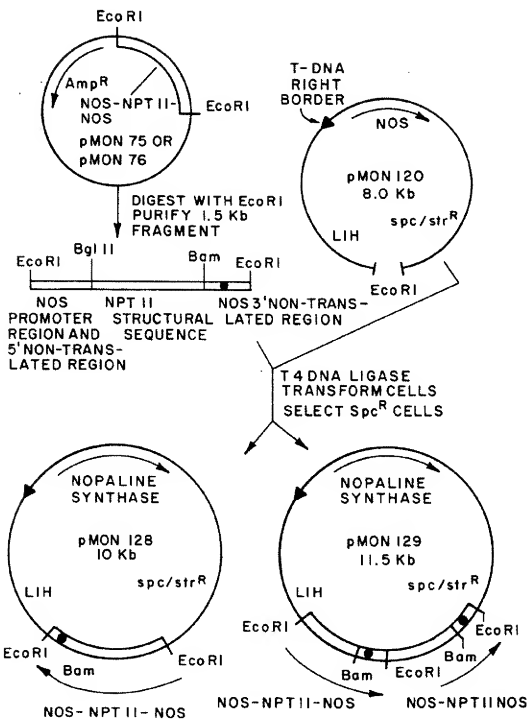 EcoRI
AmpR
NOS-NPT II-
NOS
EcoRI
pMON 75 OR
pMON 76
T-DNA
RIGHT
BORDER
NOS
pMON 120
8.0 Kb
spc/strR
LIH
EcoRI
DIGEST WITH EcoRI
PURIFY 1.5 Kb
FRAGMENT
EcoRI
Bgl II
Bam
EcoRI
NOS NPT II NOS 3' NON-TRANS-
PROMOTER STRUCTURAL LATED REGION
REGION AND SEQUENCE
5' NON-TRANS-
LATED REGION
T4 DNA LIGASE
TRANSFORM CELLS
SELECT SpcR CELLS
NOPALINE
SYNTHASE
pMON 128
10 Kb
LIH
spc/strR
EcoRI
Bam
EcoRI
NOS-NPT II-NOS
NOPALINE
SYNTHASE
pMON 129
11.5 Kb
LIH
spc/strR
EcoRI
Bam
EcoRI
Bam
EcoRI
NOS-NPT II-NOS
NOS-NPT II NOS